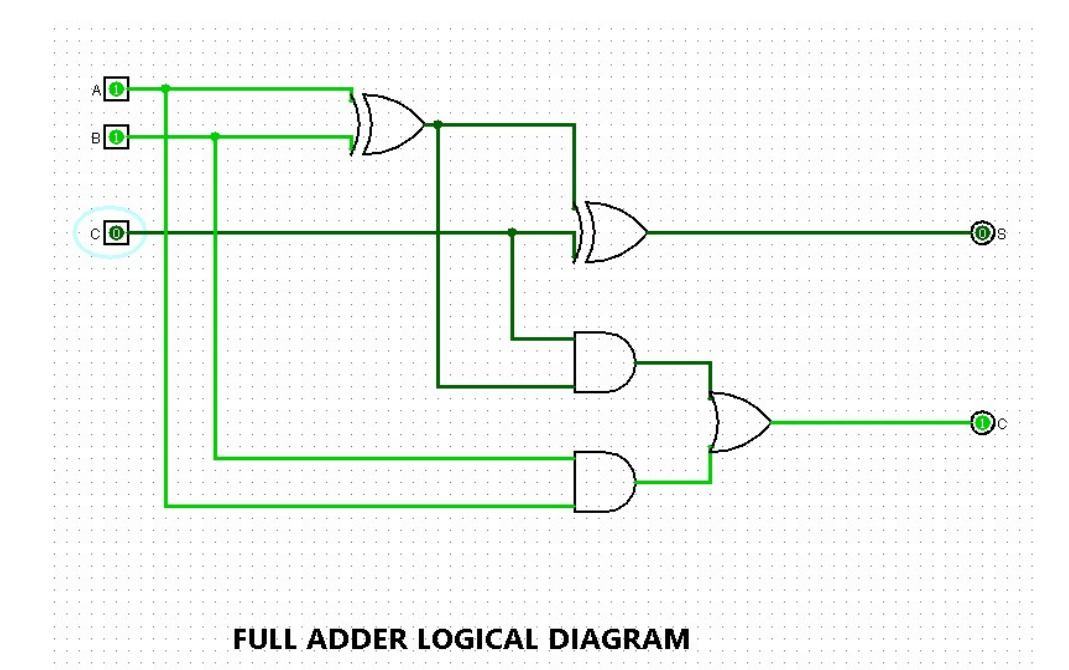 A 1
B 1
C 0
0 S
1 C
FULL ADDER LOGICAL DIAGRAM